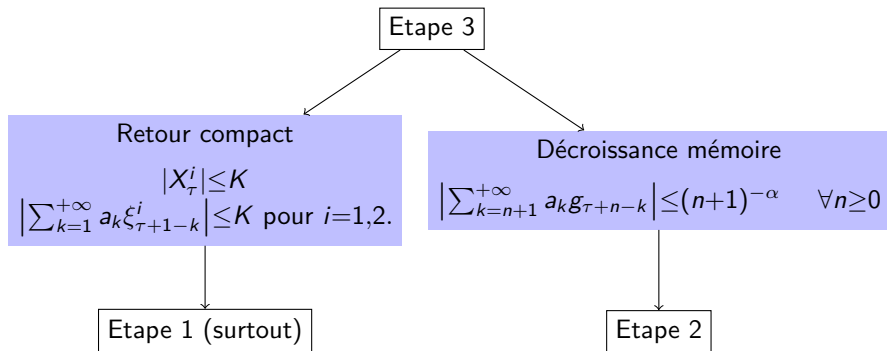 Etape 3
Retour compact
|X_τ^i|≤K
|∑_{k=1}^{+∞} a_k ξ_{τ+1−k}^i|≤K pour i=1,2.
Décroissance mémoire
|∑_{k=n+1}^{+∞} a_k g_{τ+n−k}|≤(n+1)^{−α} ∀n≥0
Etape 1 (surtout)
Etape 2